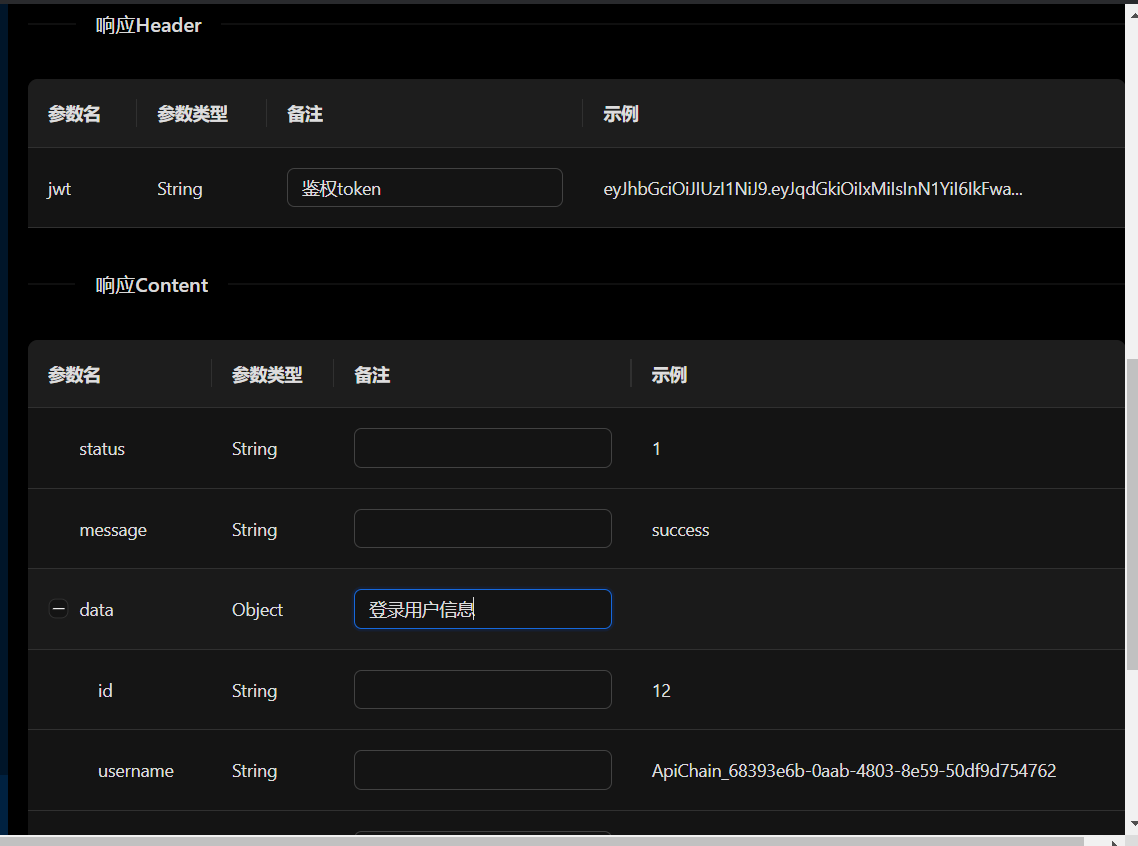 响应Header
参数名 参数类型 备注 示例
jwt String 鉴权token eyJhbGciOiJIUzI1NiJ9.eyJqdGkiOiIxMiIsInN1YiI6IkFwa...
响应Content
参数名 参数类型 备注 示例
status String 1
message String success
data Object 登录用户信息
id String 12
username String ApiChain_68393e6b-0aab-4803-8e59-50df9d754762